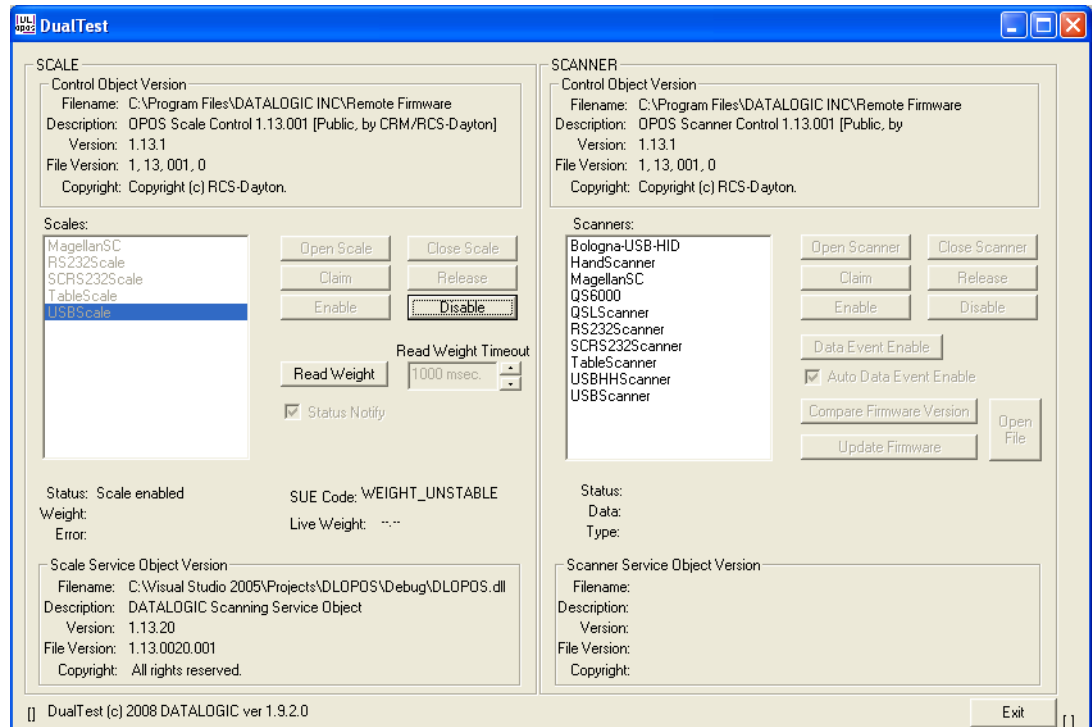 DL
opos DualTest
SCALE
Control Object Version
Filename: C:\Program Files\DATALOGIC INC\Remote Firmware
Description: OPOS Scale Control 1.13.001 [Public, by CRM/RCS-Dayton]
Version: 1.13.1
File Version: 1, 13, 001, 0
Copyright: Copyright (c) RCS-Dayton.
Scales:
MagellanSC
RS232Scale
SCRS232Scale
TableScale
USBScale
Open Scale Close Scale
Claim Release
Enable Disable
Read Weight Timeout
Read Weight 1000 msec.
Status Notify
Status: Scale enabled
Weight:
Error:
SUE Code: WEIGHT_UNSTABLE
Live Weight: --.--
Scale Service Object Version
Filename: C:\Visual Studio 2005\Projects\DLOPOS\Debug\DLOPOS.dll
Description: DATALOGIC Scanning Service Object
Version: 1.13.20
File Version: 1.13.0020.001
Copyright: All rights reserved.
SCANNER
Control Object Version
Filename: C:\Program Files\DATALOGIC INC\Remote Firmware
Description: OPOS Scanner Control 1.13.001 [Public, by
Version: 1.13.1
File Version: 1, 13, 001, 0
Copyright: Copyright (c) RCS-Dayton.
Scanners:
Bologna-USB-HID
HandScanner
MagellanSC
QS6000
QSLScanner
RS232Scanner
SCRS232Scanner
TableScanner
USBHHScanner
USBScanner
Open Scanner Close Scanner
Claim Release
Enable Disable
Data Event Enable
Auto Data Event Enable
Compare Firmware Version
Update Firmware
Open
File
Status:
Data:
Type:
Scanner Service Object Version
Filename:
Description:
Version:
File Version:
Copyright:
[] DualTest (c) 2008 DATALOGIC ver 1.9.2.0
Exit
[ ]